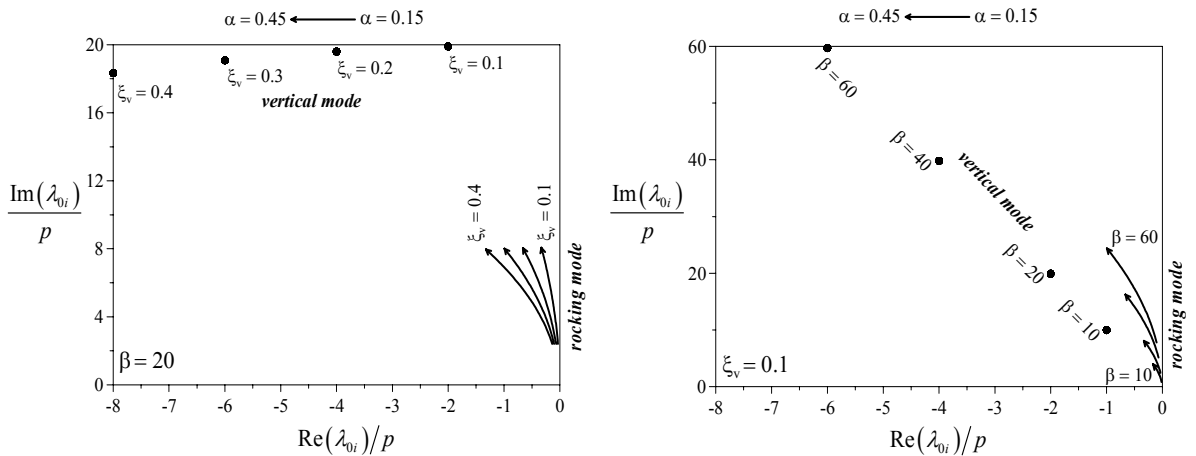 α = 0.45 ← α = 0.15
20
16
12
8
4
0
Im(λ₀ᵢ)
p
ξᵥ = 0.4
ξᵥ = 0.3
ξᵥ = 0.2
ξᵥ = 0.1
vertical mode
ξᵥ = 0.4
ξᵥ = 0.1
rocking mode
β = 20
-8 -7 -6 -5 -4 -3 -2 -1 0
Re(λ₀ᵢ)/p
α = 0.45 ← α = 0.15
60
40
20
0
Im(λ₀ᵢ)
p
β = 60
β = 40
vertical mode
β = 20
β = 10
β = 60
β = 10
rocking mode
ξᵥ = 0.1
-8 -7 -6 -5 -4 -3 -2 -1 0
Re(λ₀ᵢ)/p